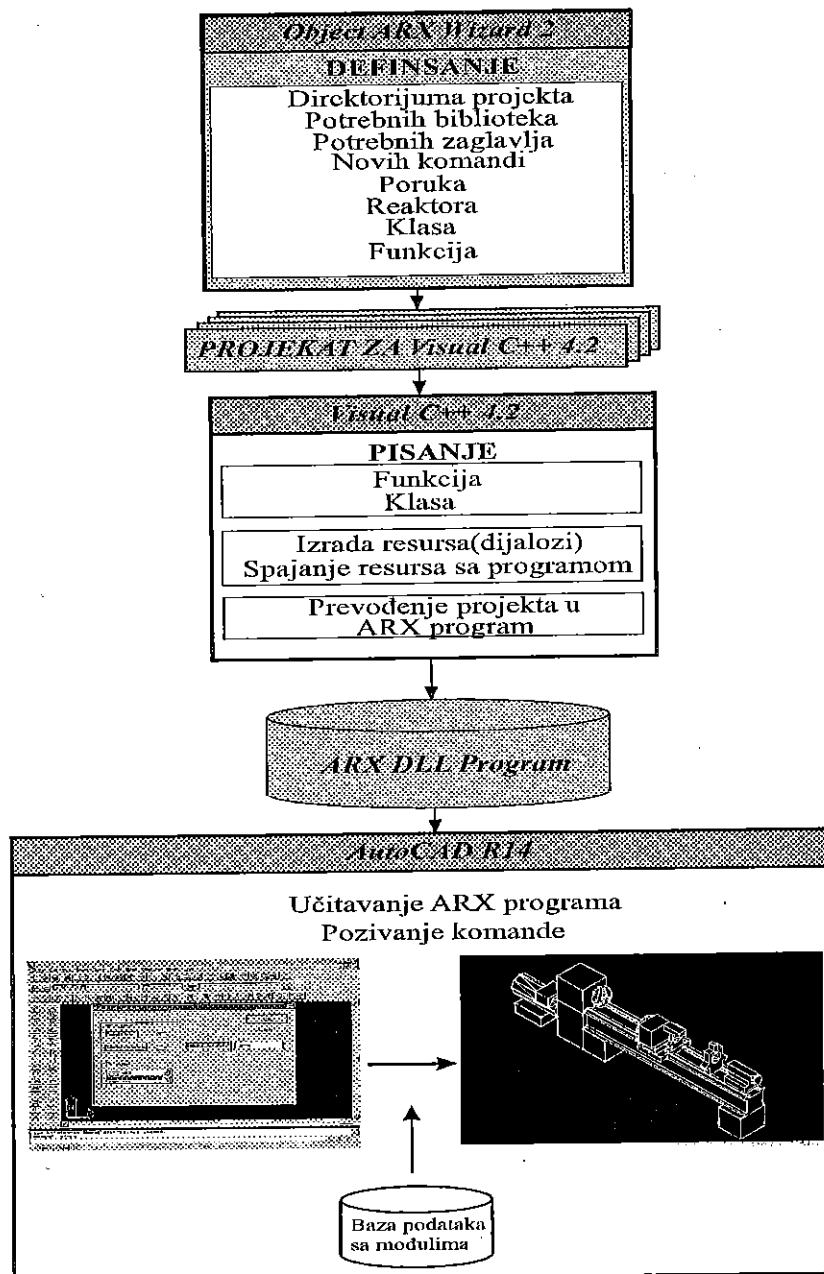 Object ARX Wizard 2
DEFINSANJE
Direktorijuma projekta
Potrebnih biblioteka
Potrebnih zaglavlja
Novih komandi
Poruka
Reaktora
Klasa
Funkcija
PROJEKAT ZA Visual C++ 4.2
Visual C++ 4.2
PISANJE
Funkcija
Klasa
Izrada resursa(dijalozi)
Spajanje resursa sa programom
Prevođenje projekta u
ARX program
ARX DLL Program
AutoCAD R14
Učitavanje ARX programa
Pozivanje komande
Baza podataka
sa modulima